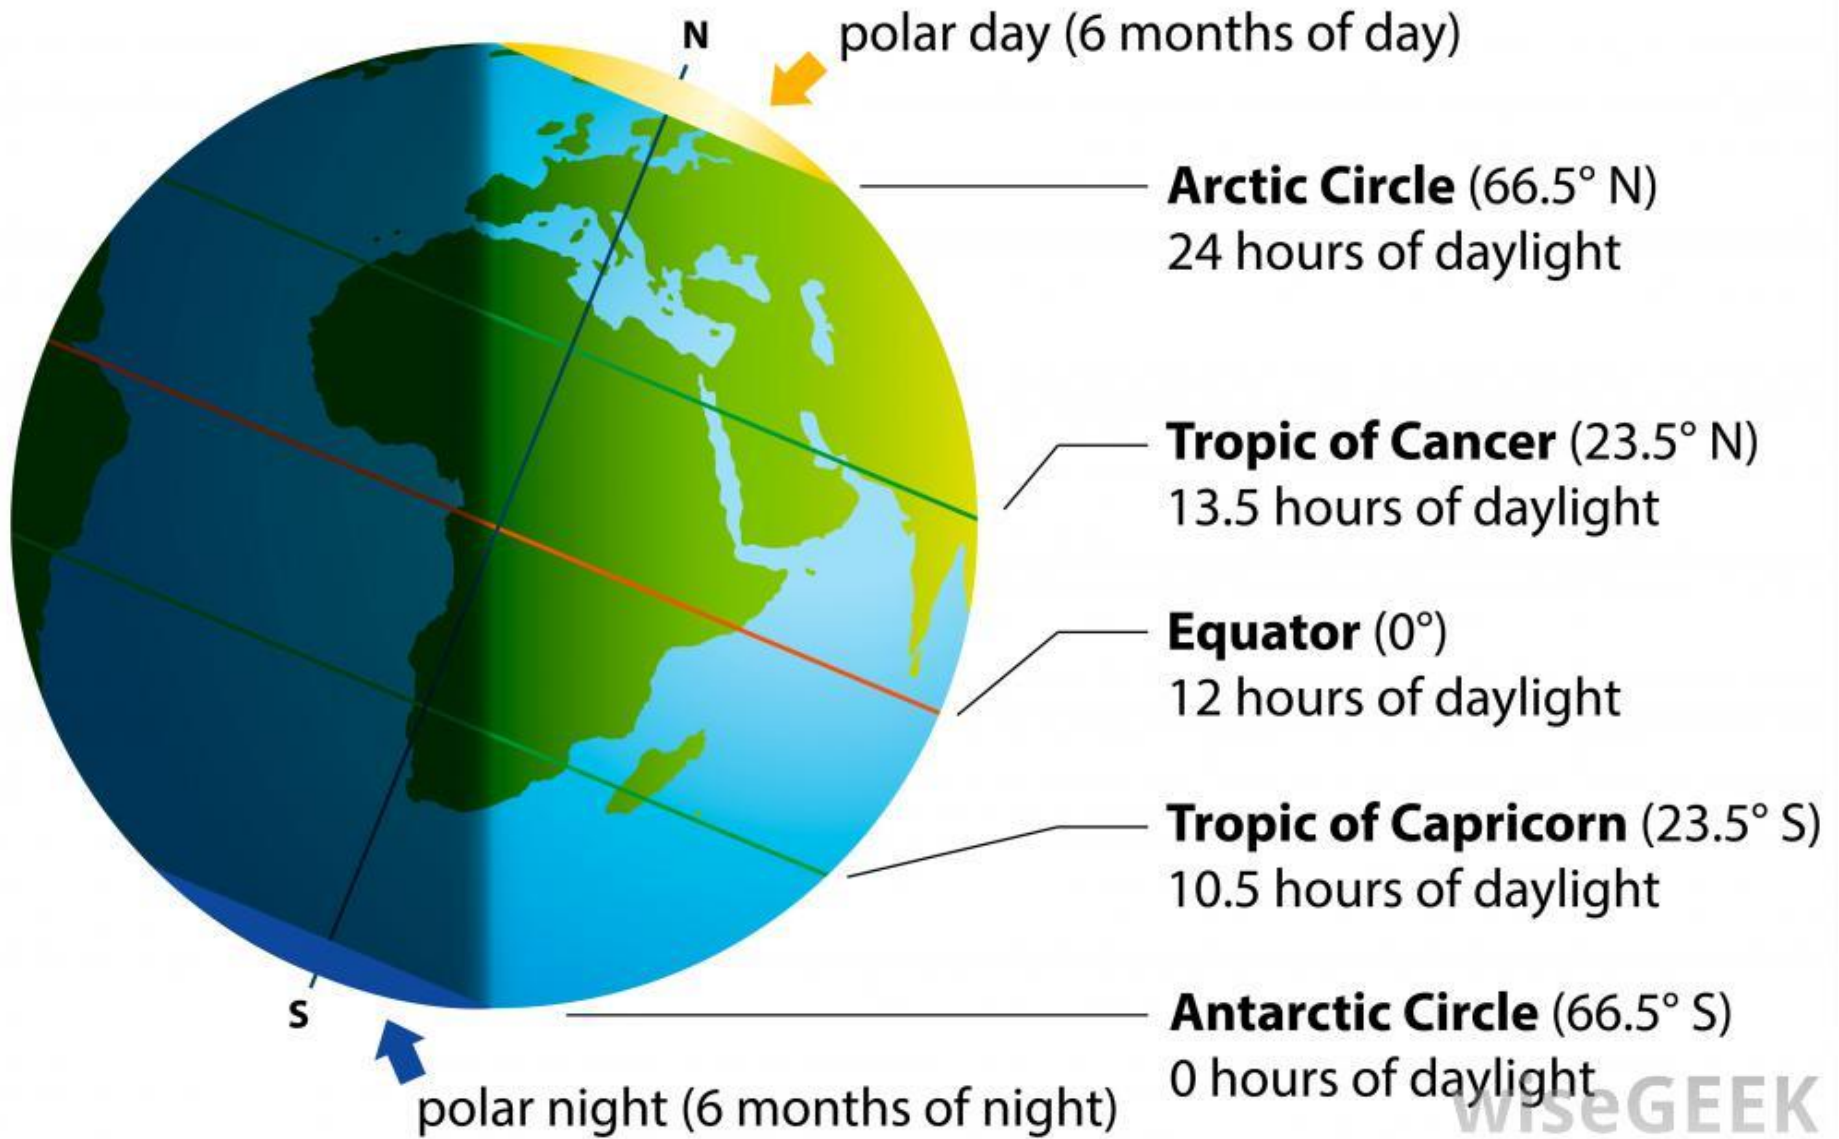 N
polar day (6 months of day)
Arctic Circle (66.5° N)
24 hours of daylight
Tropic of Cancer (23.5° N)
13.5 hours of daylight
Equator (0°)
12 hours of daylight
Tropic of Capricorn (23.5° S)
10.5 hours of daylight
S
Antarctic Circle (66.5° S)
0 hours of daylight
polar night (6 months of night)
wiseGEEK